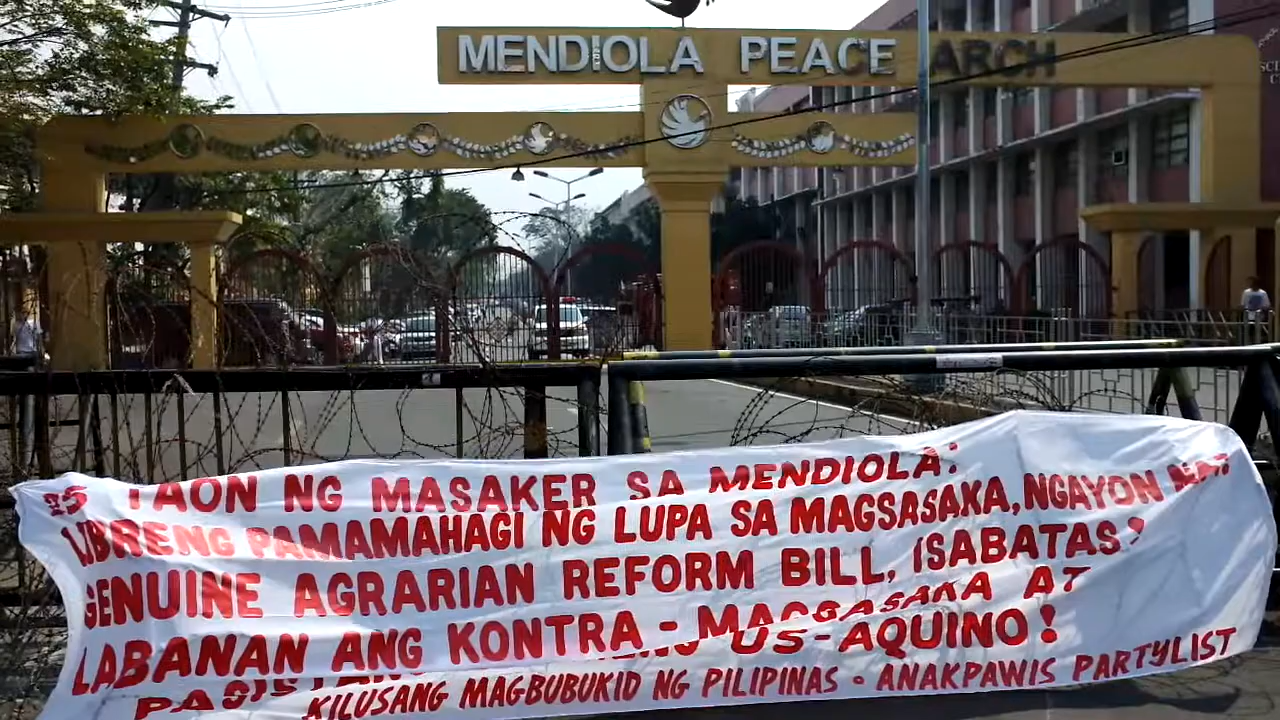 MENDIOLA PEACE ARCH
25 TAON NG MASAKER SA MENDIOLA:
LIBRENG PAMAMAHAGI NG LUPA SA MAGSASAKA, NGAYON NA!
GENUINE AGRARIAN REFORM BILL, ISABATAS!
LABANAN ANG KONTRA-MAGSASAKA AT
US-AQUINO!
KILUSANG MAGBUBUKID NG PILIPINAS - ANAKPAWIS PARTYLIST